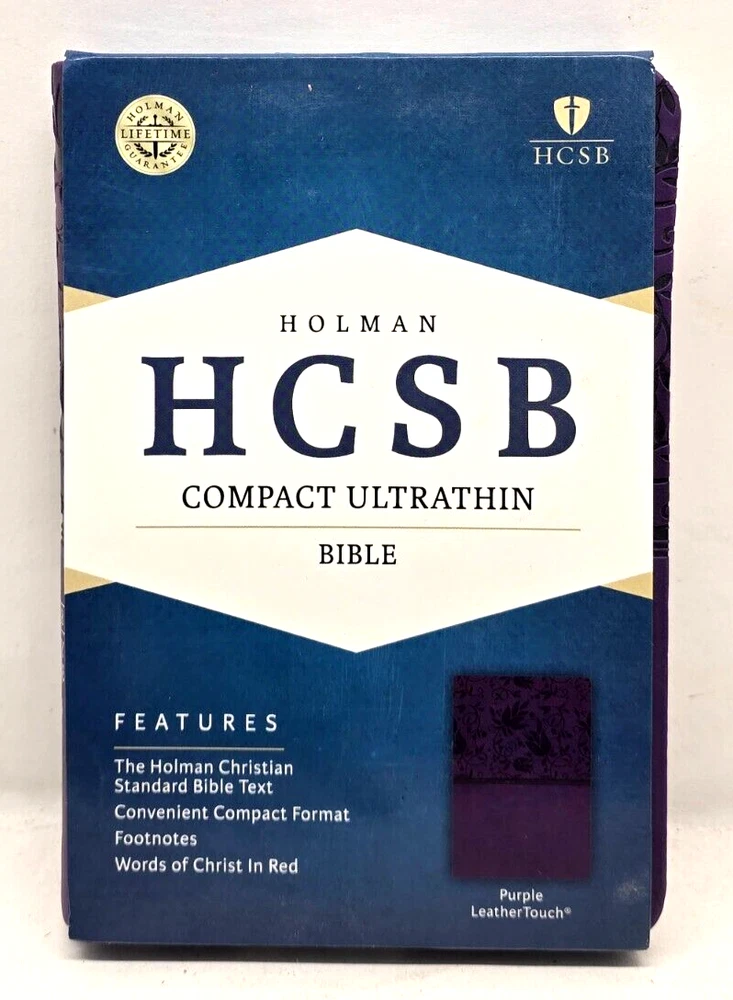 HOLMAN
LIFETIME
GUARANTEE
HCSB
HOLMAN
HCSB
COMPACT ULTRATHIN
BIBLE
FEATURES
The Holman Christian
Standard Bible Text
Convenient Compact Format
Footnotes
Words of Christ In Red
Purple
LeatherTouch®